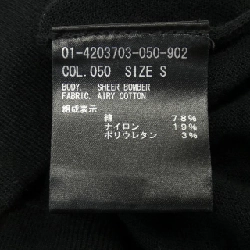 01-4203703-050-902
COL.050 SIZE S
BODY. SHEER BOMBER
FABRIC. AIRY COTTON
組成表示
綿 78%
ナイロン 19%
ポリウレタン 3%